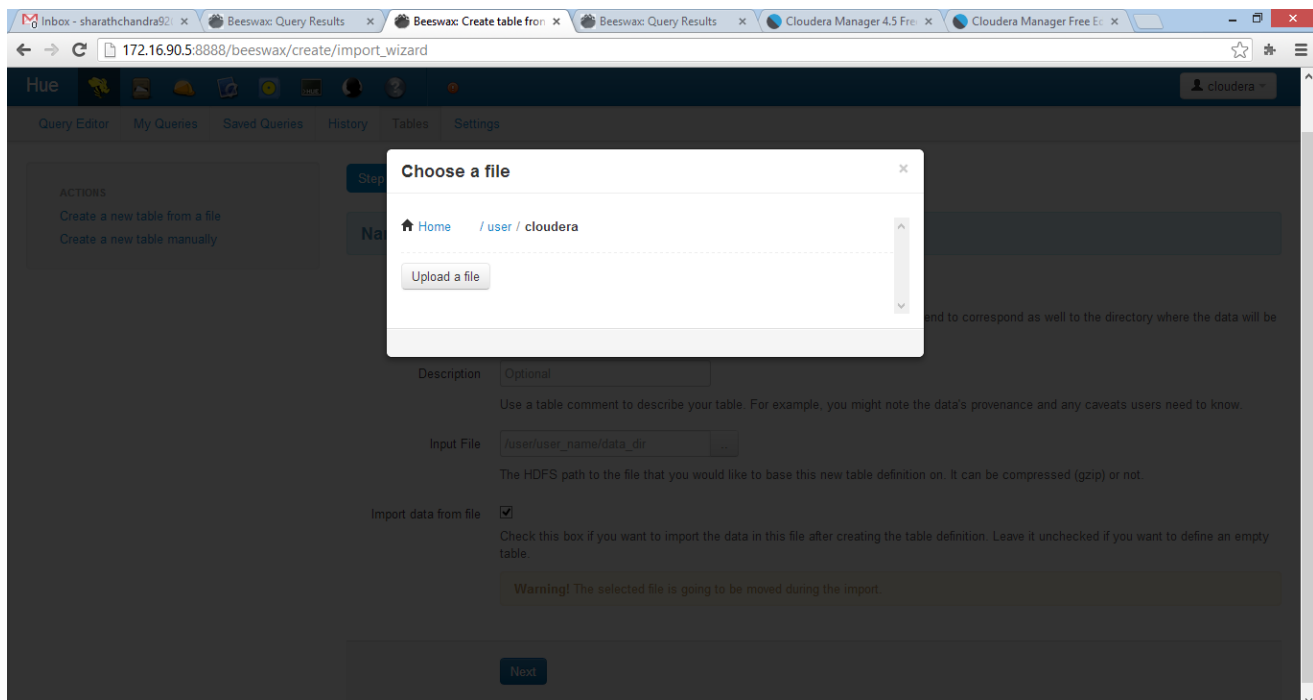 Inbox - sharathchandra92
Beeswax: Query Results
Beeswax: Create table from
Beeswax: Query Results
Cloudera Manager 4.5 Free
Cloudera Manager Free Ed
172.16.90.5:8888/beeswax/create/import_wizard
Hue
cloudera
Query Editor My Queries Saved Queries History Tables Settings
Choose a file
ACTIONS
Create a new table from a file
Create a new table manually
Step
Na
Home / user / cloudera
Upload a file
end to correspond as well to the directory where the data will be
Description Optional
Use a table comment to describe your table. For example, you might note the data's provenance and any caveats users need to know.
Input File /user/user_name/data_dir ...
The HDFS path to the file that you would like to base this new table definition on. It can be compressed (gzip) or not.
Import data from file
Check this box if you want to import the data in this file after creating the table definition. Leave it unchecked if you want to define an empty
table.
Warning! The selected file is going to be moved during the import.
Next